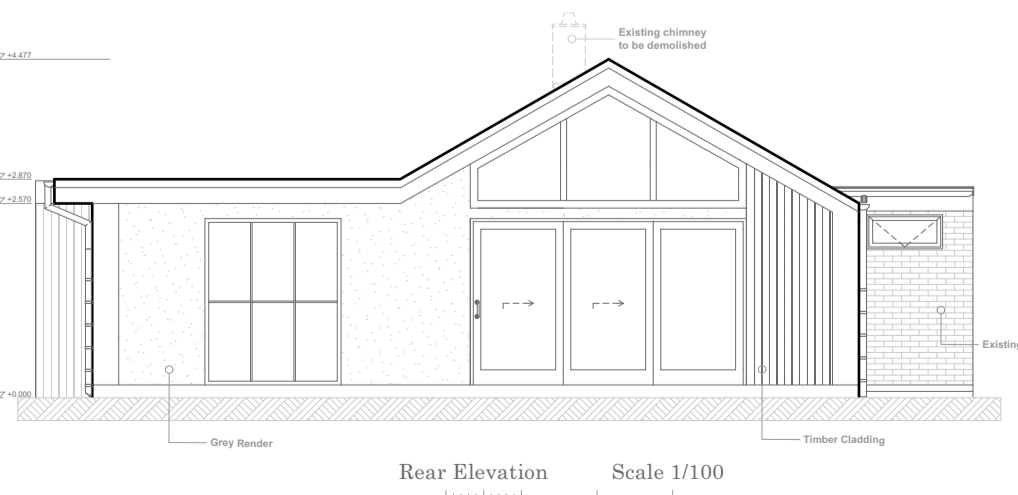 Existing chimney
to be demolished
+4.477
+2.870
+2.570
Existing
+0.000
Grey Render
Timber Cladding
Rear Elevation Scale 1/100